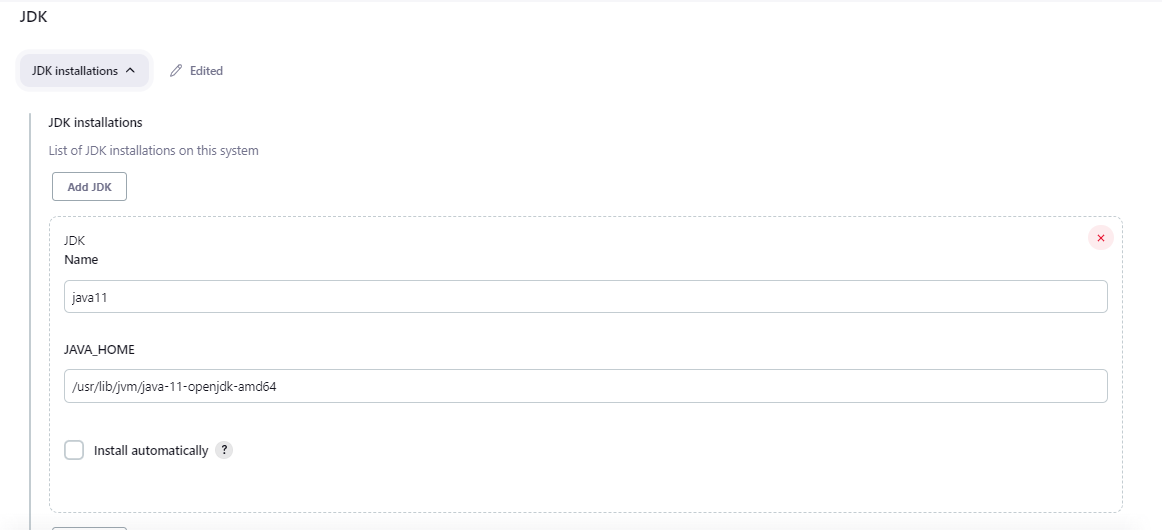 JDK
JDK installations
Edited
JDK installations
List of JDK installations on this system
Add JDK
JDK
Name
java11
JAVA_HOME
/usr/lib/jvm/java-11-openjdk-amd64
Install automatically ?